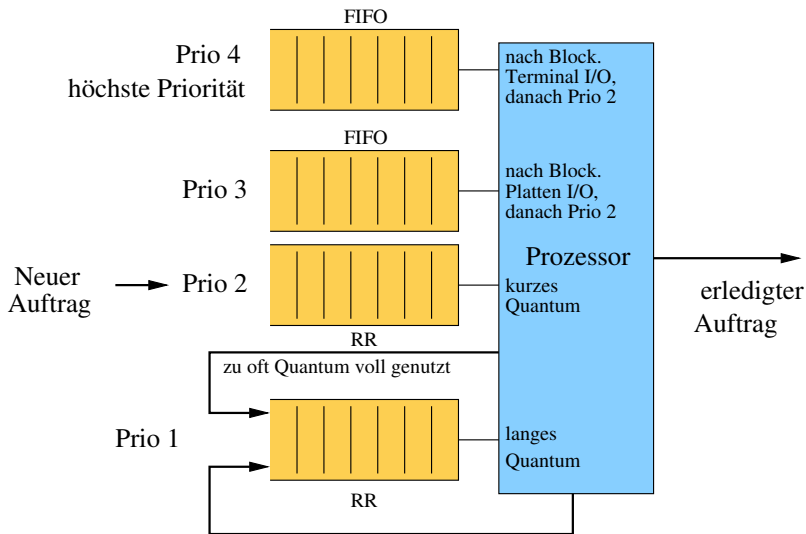 FIFO
Prio 4
höchste Priorität
nach Block.
Terminal I/O,
danach Prio 2
FIFO
Prio 3
nach Block.
Platten I/O,
danach Prio 2
Prozessor
Neuer
Auftrag
Prio 2
kurzes
Quantum
erledigter
Auftrag
RR
zu oft Quantum voll genutzt
Prio 1
langes
Quantum
RR